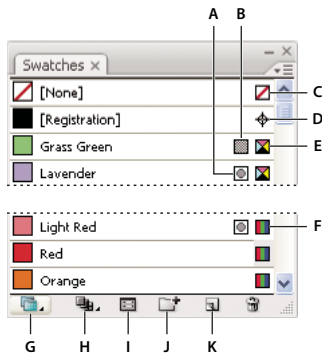 A B
Swatches ×
[None] C
[Registration] D
Grass Green E
Lavender
Light Red F
Red
Orange
G H I J K